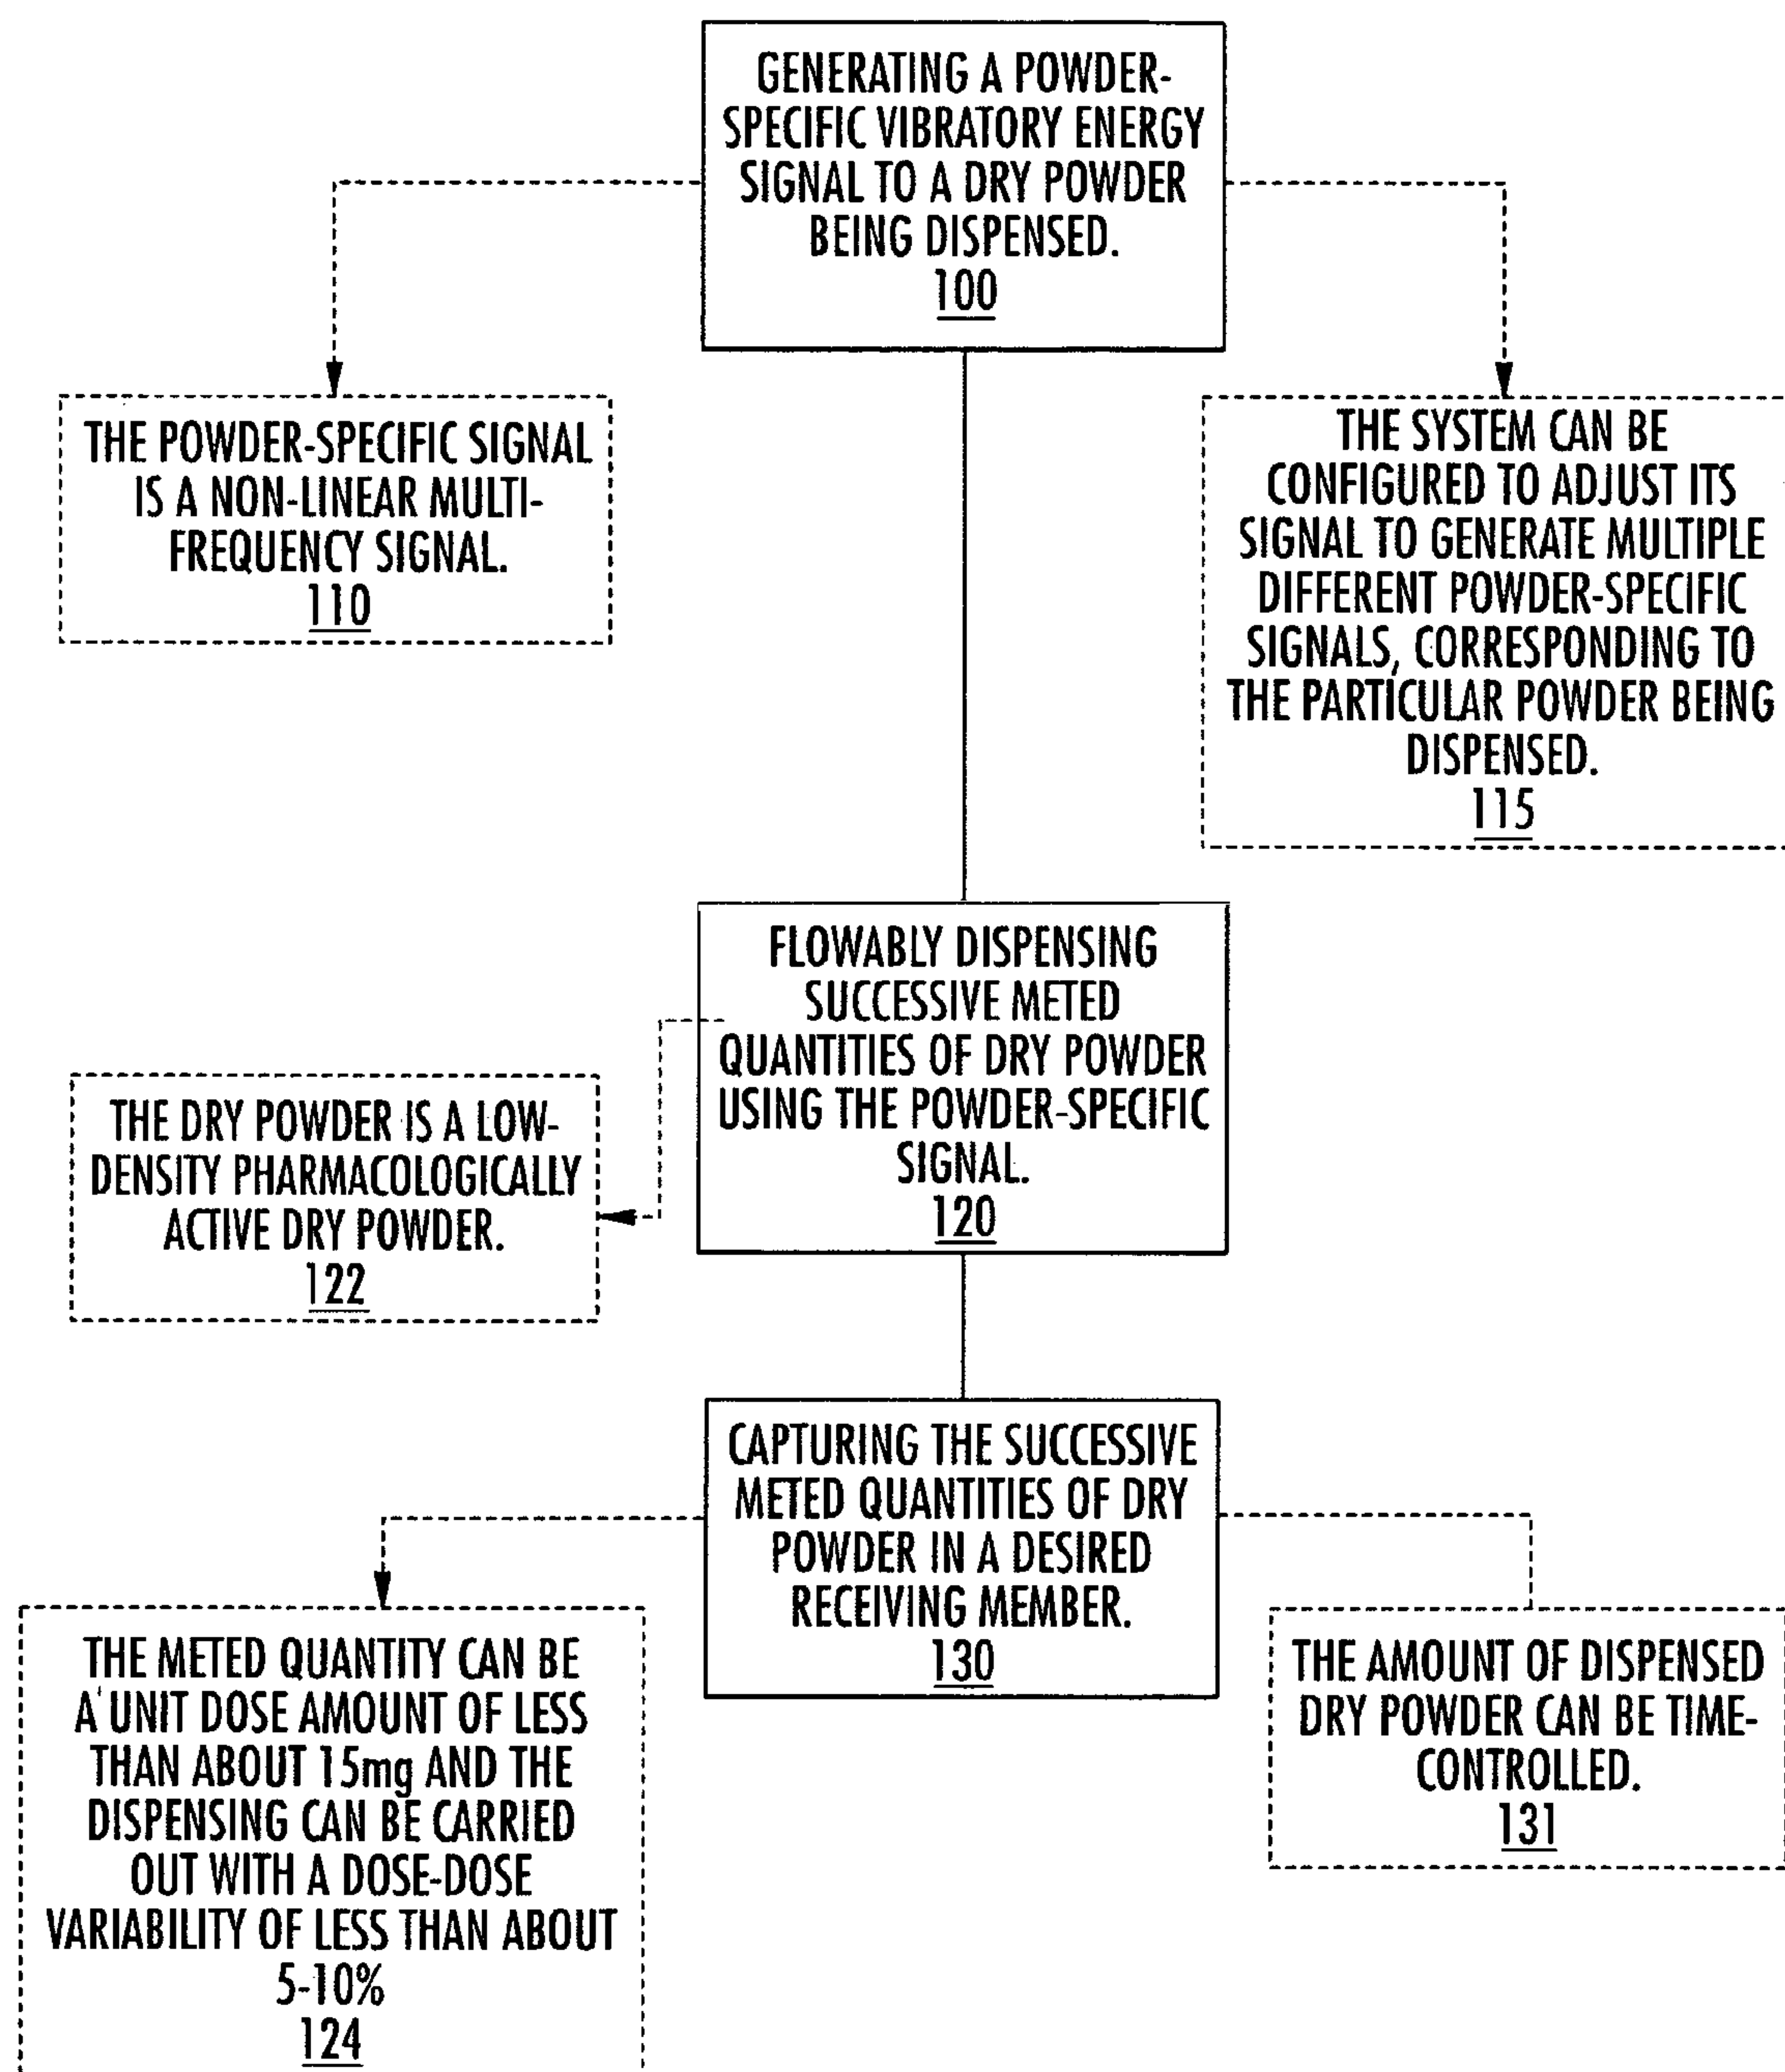 GENERATING A POWDER-
SPECIFIC VIBRATORY ENERGY
SIGNAL TO A DRY POWDER
BEING DISPENSED.
100
THE POWDER-SPECIFIC SIGNAL
IS A NON-LINEAR MULTI-
FREQUENCY SIGNAL.
110
THE SYSTEM CAN BE
CONFIGURED TO ADJUST ITS
SIGNAL TO GENERATE MULTIPLE
DIFFERENT POWDER-SPECIFIC
SIGNALS, CORRESPONDING TO
THE PARTICULAR POWDER BEING
DISPENSED.
115
FLOWABLY DISPENSING
SUCCESSIVE METED
QUANTITIES OF DRY POWDER
USING THE POWDER-SPECIFIC
SIGNAL.
120
THE DRY POWDER IS A LOW-
DENSITY PHARMACOLOGICALLY
ACTIVE DRY POWDER.
122
CAPTURING THE SUCCESSIVE
METED QUANTITIES OF DRY
POWDER IN A DESIRED
RECEIVING MEMBER.
130
THE METED QUANTITY CAN BE
A UNIT DOSE AMOUNT OF LESS
THAN ABOUT 15mg AND THE
DISPENSING CAN BE CARRIED
OUT WITH A DOSE-DOSE
VARIABILITY OF LESS THAN ABOUT
5-10%
124
THE AMOUNT OF DISPENSED
DRY POWDER CAN BE TIME-
CONTROLLED.
131